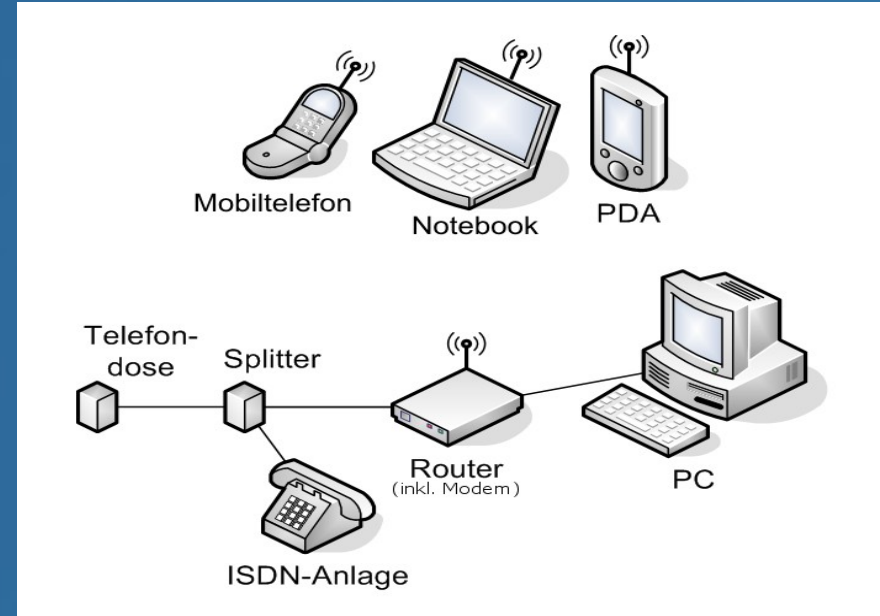 Mobiltelefon
Notebook
PDA
Telefon-
dose
Splitter
Router
(inkl. Modem)
PC
ISDN-Anlage